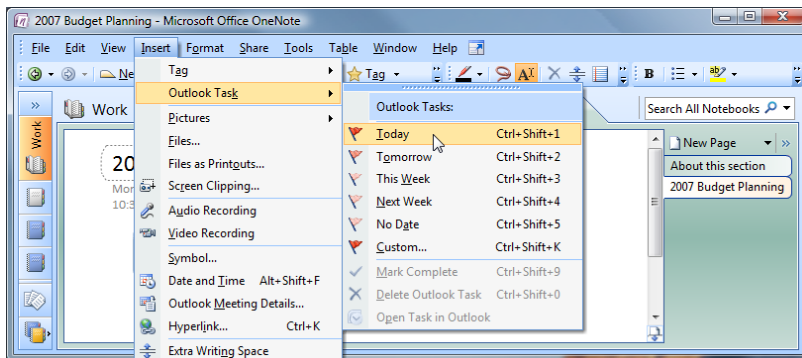 2007 Budget Planning - Microsoft Office OneNote
File Edit View Insert Format Share Tools Table Window Help
Ne
Tag
B
Work
Work
Search All Notebooks
20
Mon
10:3
Tag
Outlook Task
Pictures
Files...
Files as Printouts...
Screen Clipping...
Audio Recording
Video Recording
Symbol...
Date and Time Alt+Shift+F
Outlook Meeting Details...
Hyperlink... Ctrl+K
Extra Writing Space
Outlook Tasks:
Today Ctrl+Shift+1
Tomorrow Ctrl+Shift+2
This Week Ctrl+Shift+3
Next Week Ctrl+Shift+4
No Date Ctrl+Shift+5
Custom... Ctrl+Shift+K
Mark Complete Ctrl+Shift+9
Delete Outlook Task Ctrl+Shift+0
Open Task in Outlook
New Page
About this section
2007 Budget Planning